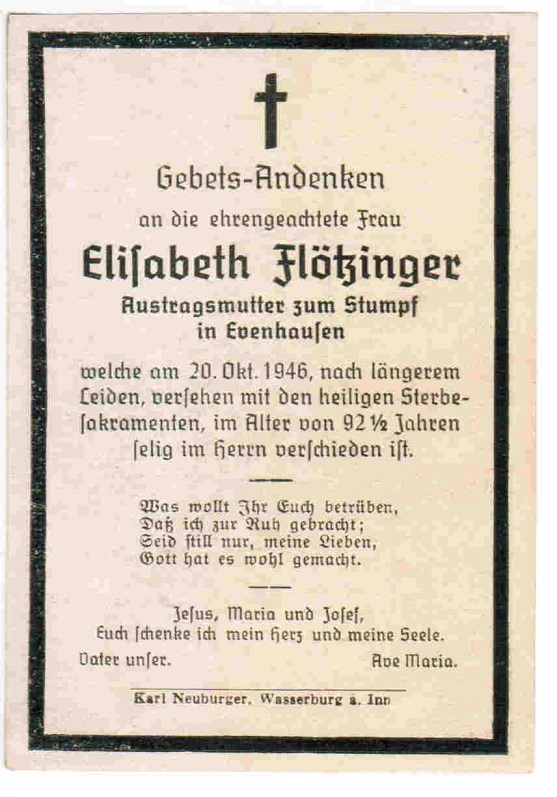 Gebets-Andenken
an die ehrengeachtete Frau
Elisabeth Flötzinger
Austragsmutter zum Stumpf
in Evenhausen
welche am 20. Okt. 1946, nach längerem
Leiden, versehen mit den heiligen Sterbe-
sakramenten, im Alter von 92 ½ Jahren
selig im Herrn verschieden ist.
Was wollt Ihr Euch betrüben,
Daß ich zur Ruh gebracht;
Seid still nur, meine Lieben,
Gott hat es wohl gemacht.
Jesus, Maria und Josef,
Euch schenke ich mein Herz und meine Seele.
Vater unser. Ave Maria.
Karl Neuburger, Wasserburg a. Inn